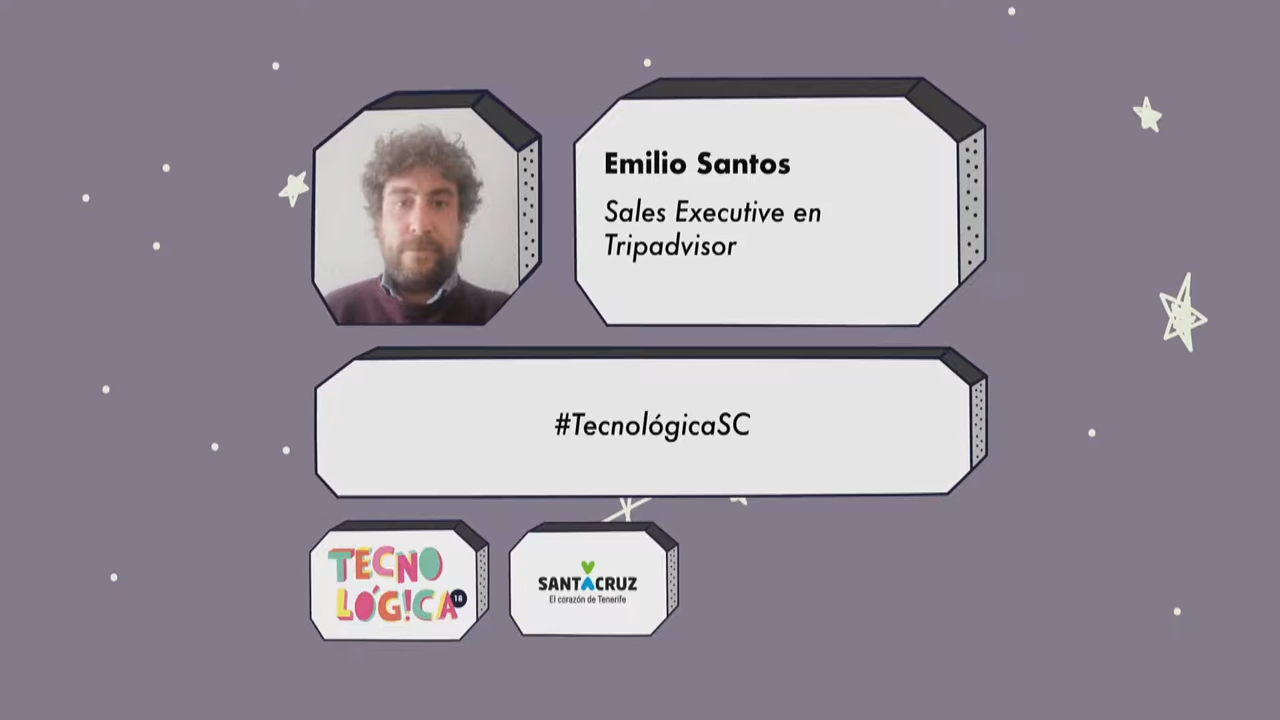 Emilio Santos
Sales Executive en
Tripadvisor
#TecnológicaSC
TECNO
LÓG!CA
18
SANTACRUZ
El corazón de Tenerife